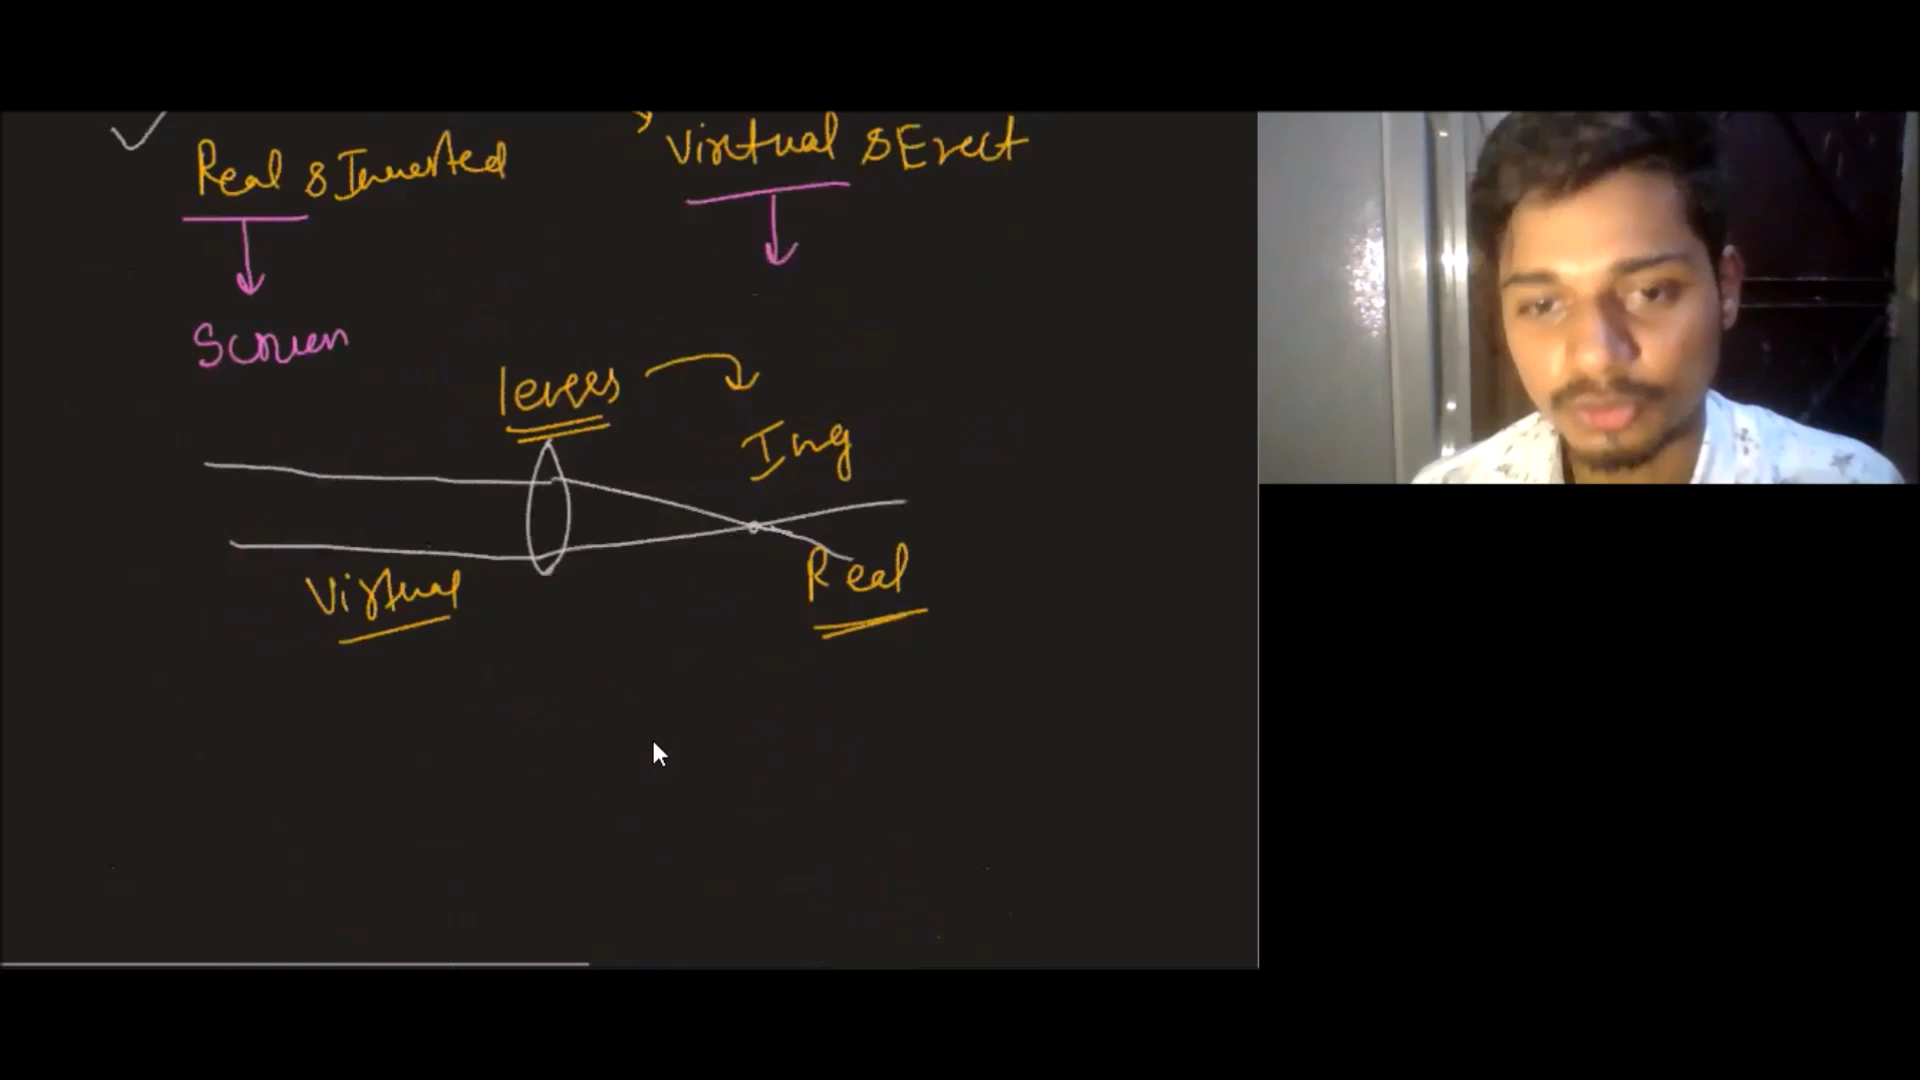 Real & Inverted
Virtual & Erect
Screen
lenses
Img
Virtual
Real